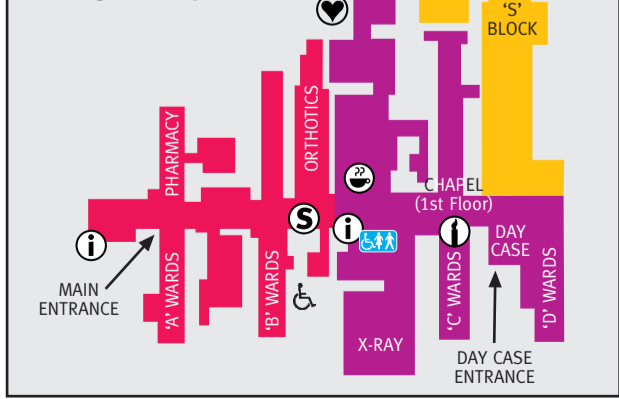 'S'
BLOCK
ORTHOTICS
PHARMACY
CHAPEL
(1st Floor)
S
i
i
DAY
CASE
MAIN
ENTRANCE
'A' WARDS
'B' WARDS
'C' WARDS
'D' WARDS
X-RAY
DAY CASE
ENTRANCE